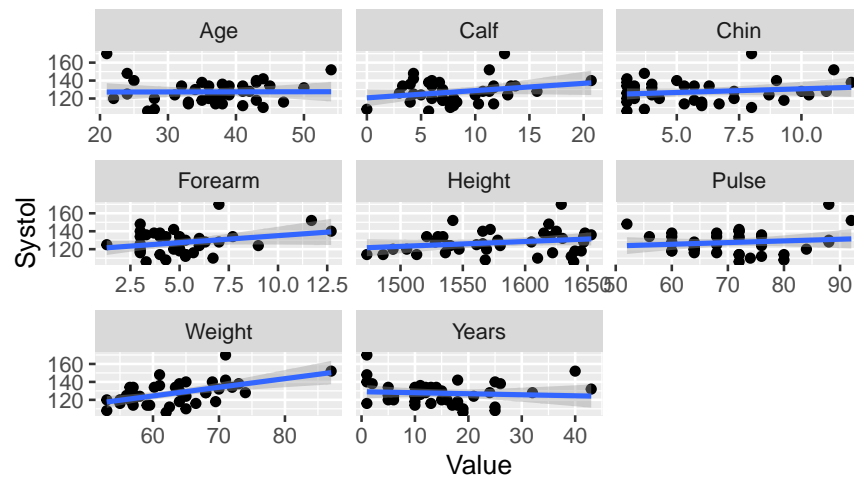 Age Calf Chin
160
140
120
20 30 40 50 0 5 10 15 20 5.0 7.5 10.0
Forearm Height Pulse
Systol
160
140
120
2.5 5.0 7.5 10.0 12.5 1500 1550 1600 1650 50 60 70 80 90
Weight Years
160
140
120
60 70 80 0 10 20 30 40
Value